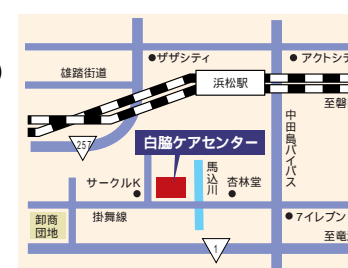 ザザシティ
アクトシテ
雄踏街道
浜松駅
至磐
257
白脇ケアセンター
中田島バイパス
馬込川
サークルK
杏林堂
卸商
団地
掛舞線
7イレブン
1
至竜